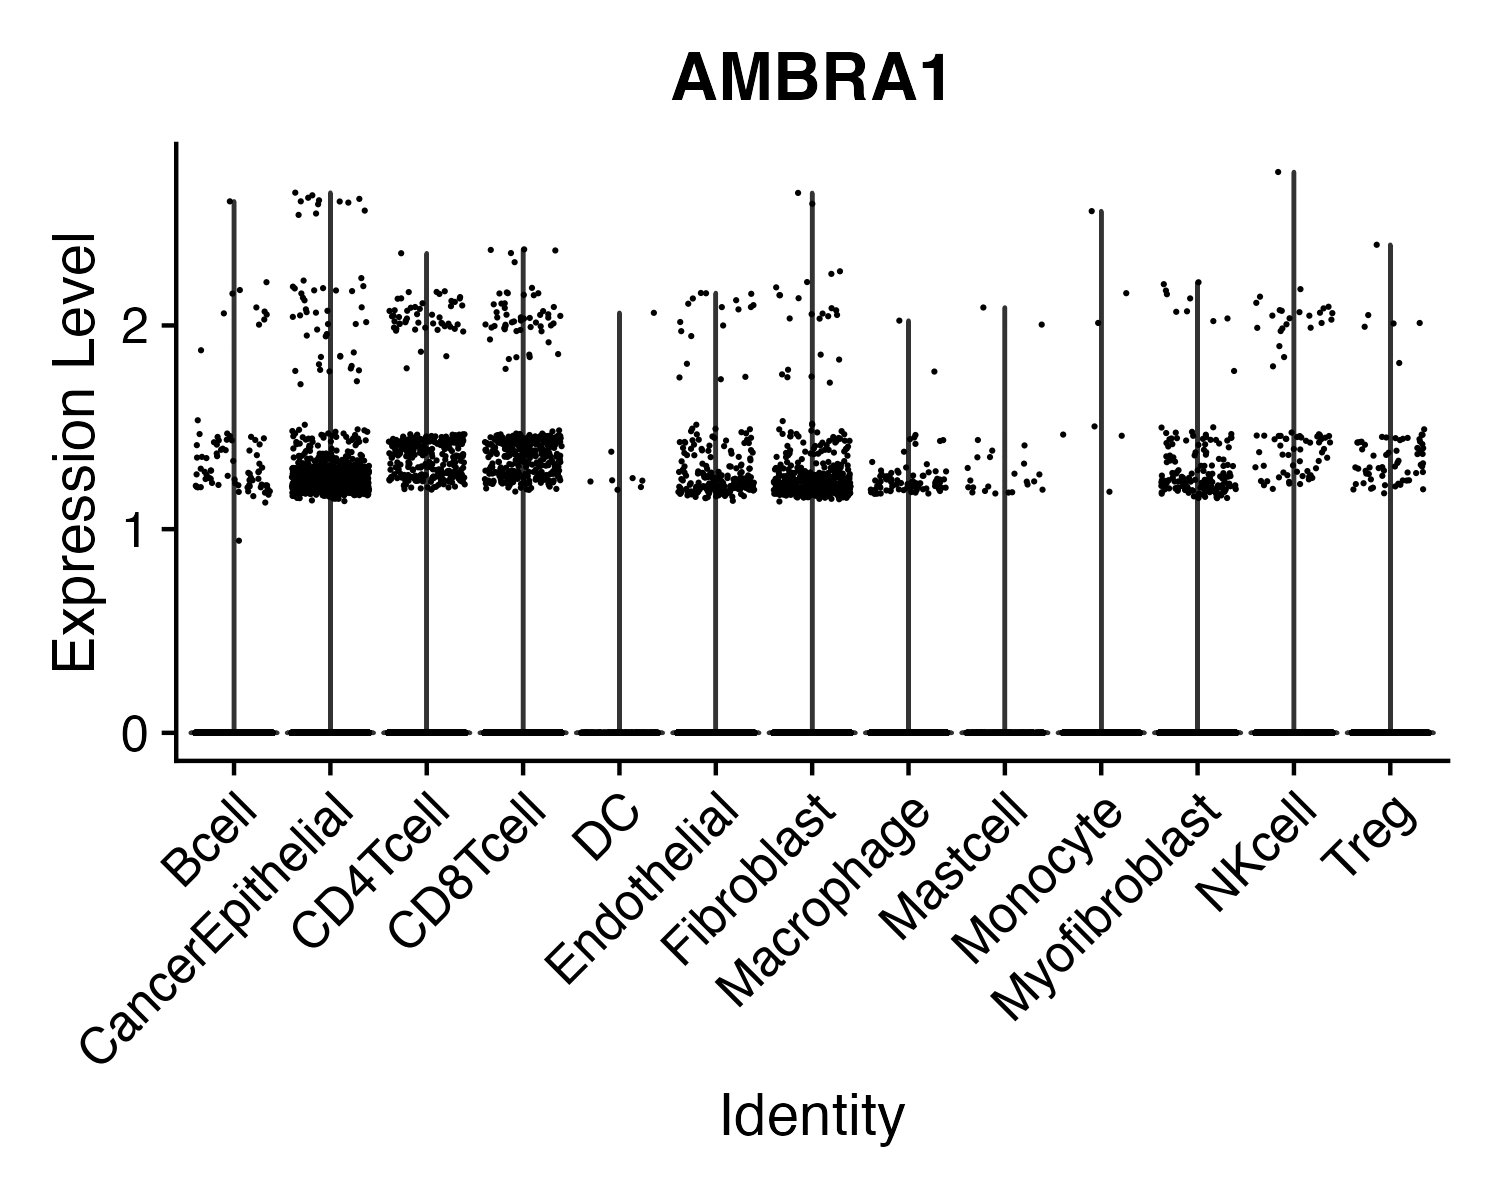 AMBRA1
Expression Level
2
1
0
Bcell
CancerEpithelial
CD4Tcell
CD8Tcell
DC
Endothelial
Fibroblast
Macrophage
Mastcell
Monocyte
Myofibroblast
NKcell
Treg
Identity